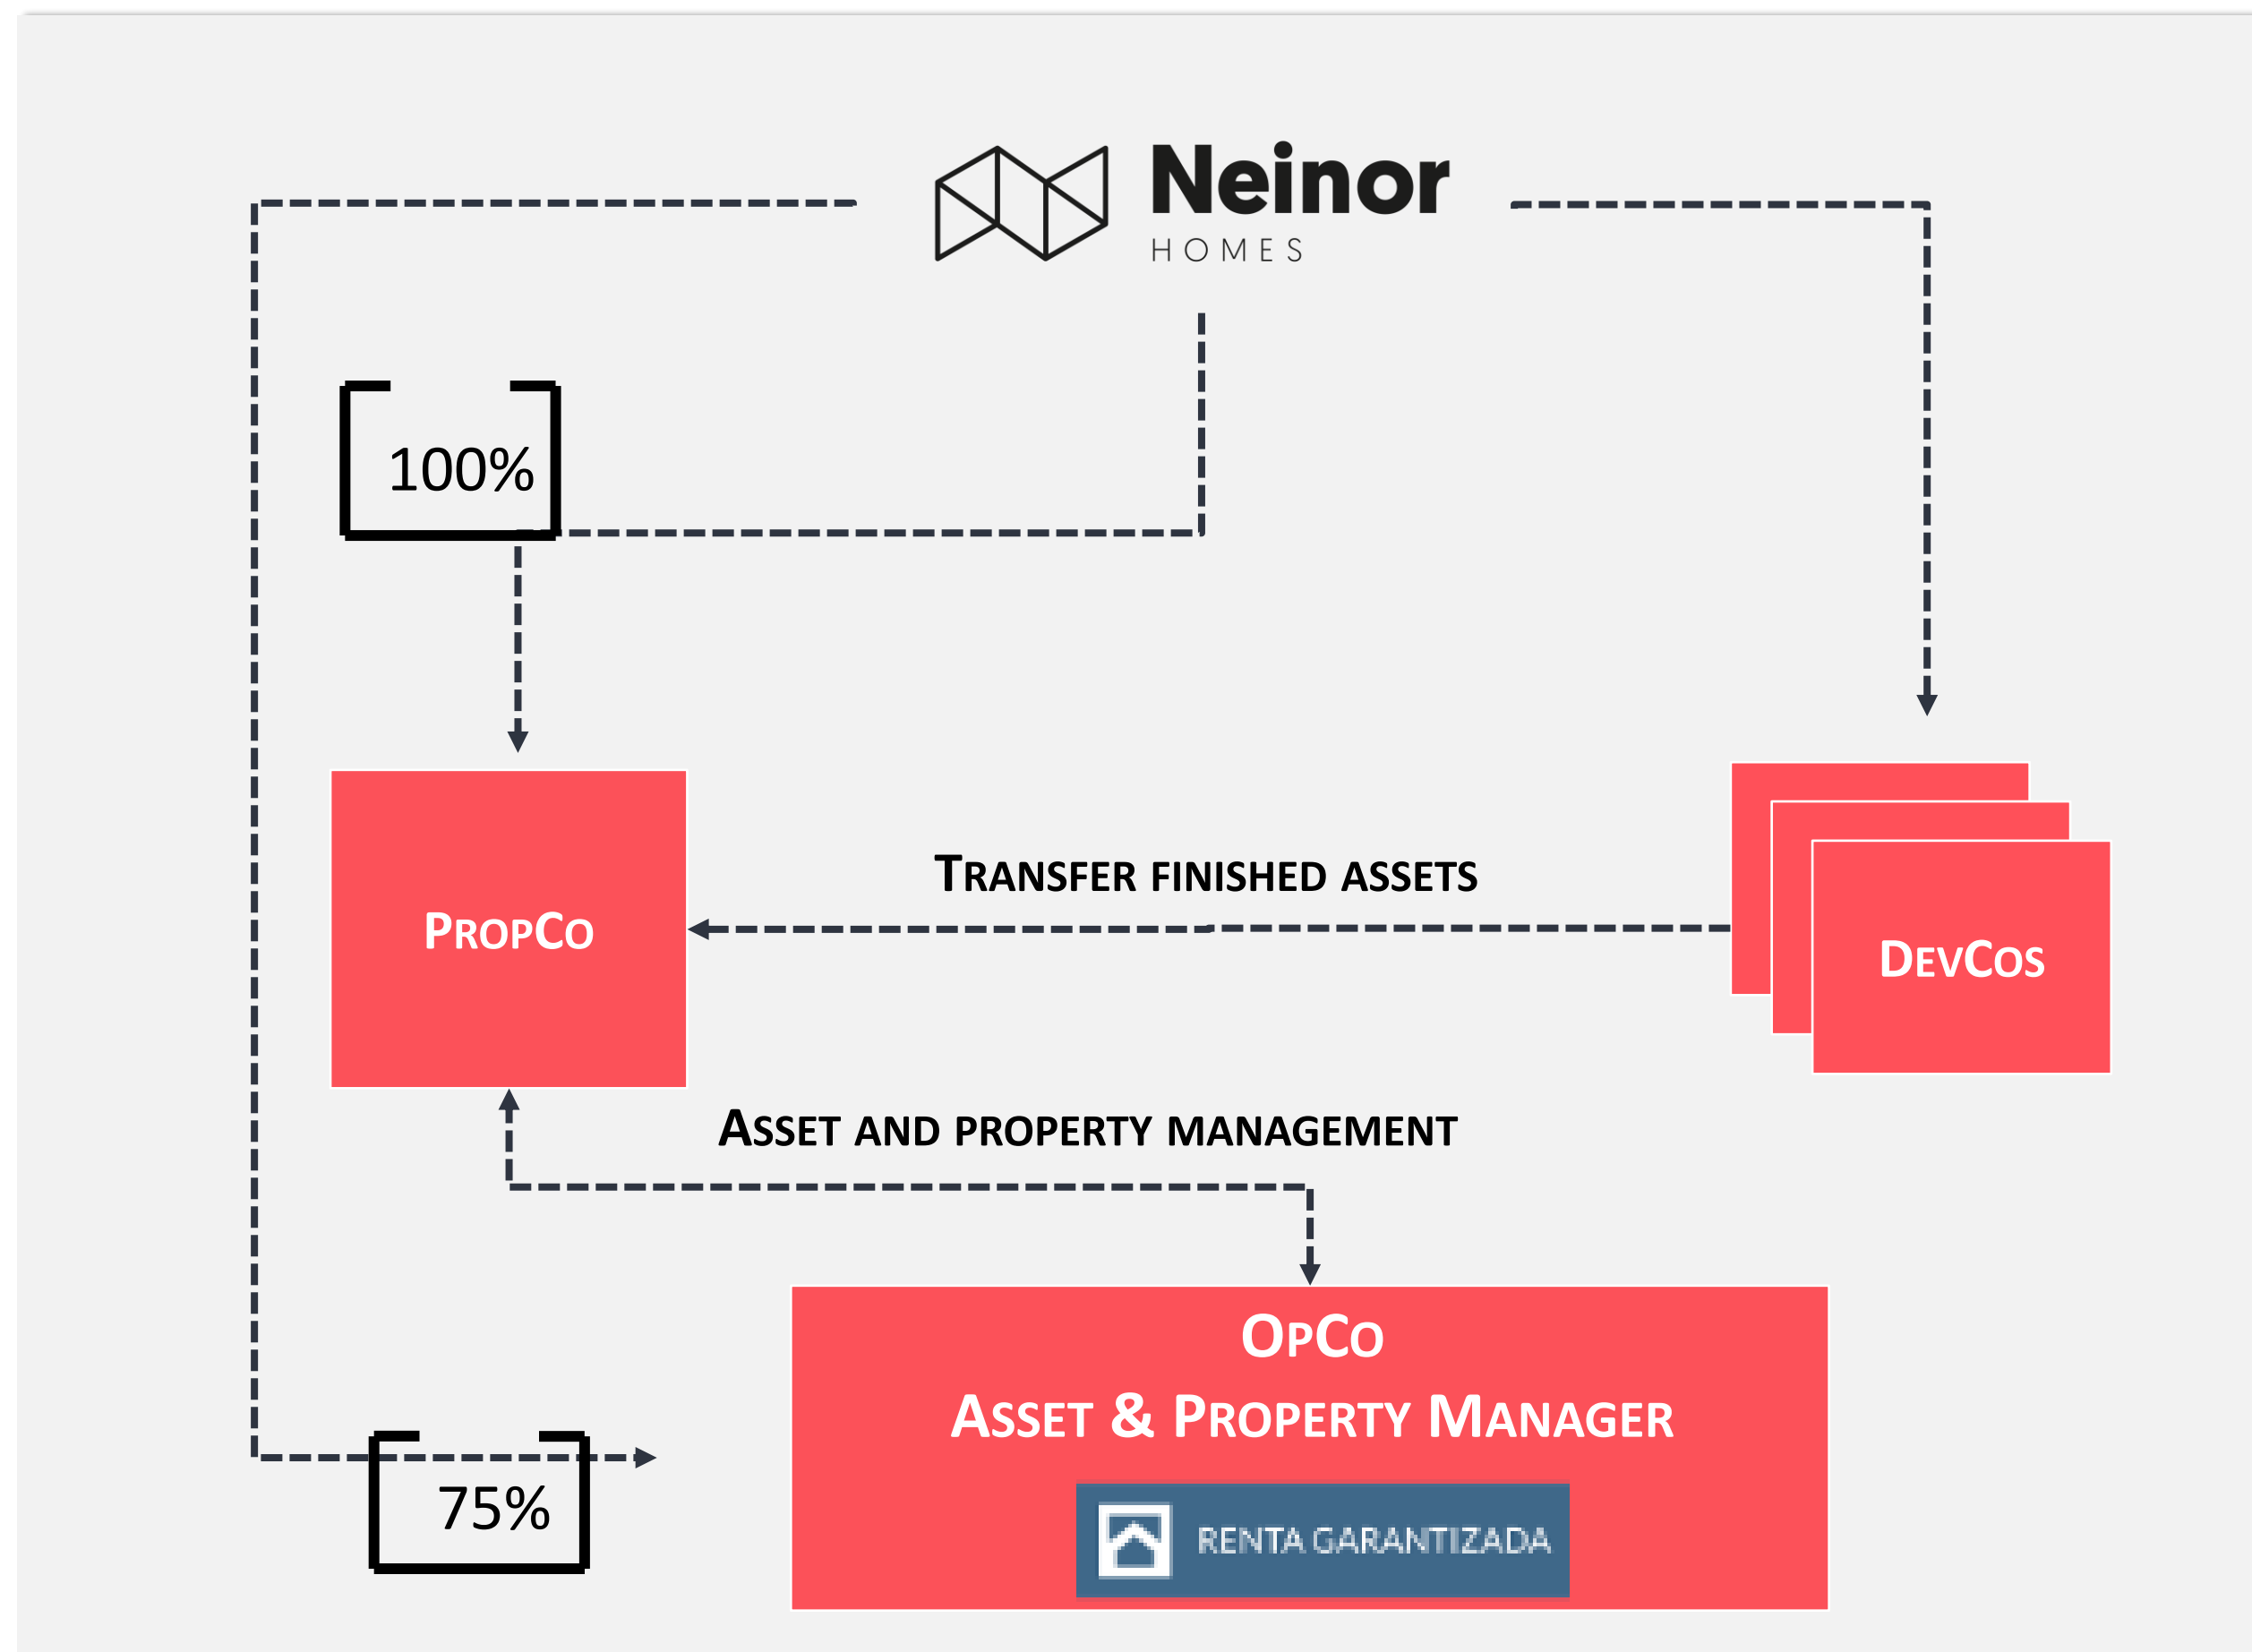 Neinor
HOMES
100%
TRANSFER FINISHED ASSETS
PROPCO
DEVCOS
ASSET AND PROPERTY MANAGEMENT
OPCO
ASSET & PROPERTY MANAGER
75%
RENTA GARANTIZADA